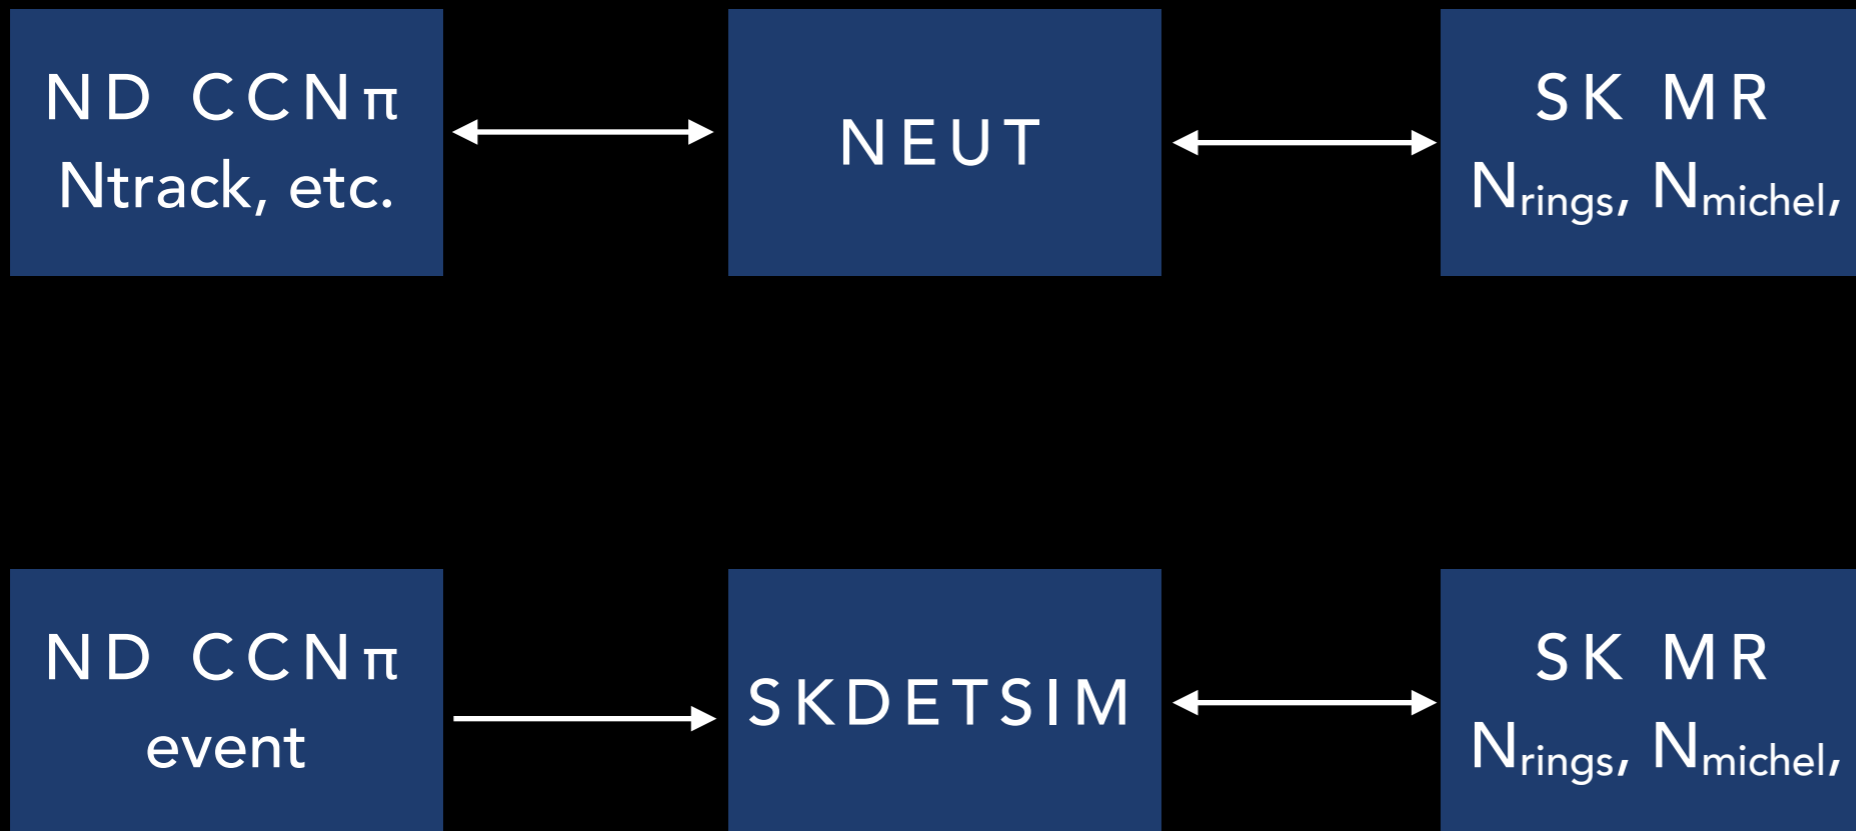 ND CCNπ
Ntrack, etc.
NEUT
SK MR
Nrings, Nmichel,
ND CCNπ
event
SKDETSIM
SK MR
Nrings, Nmichel,